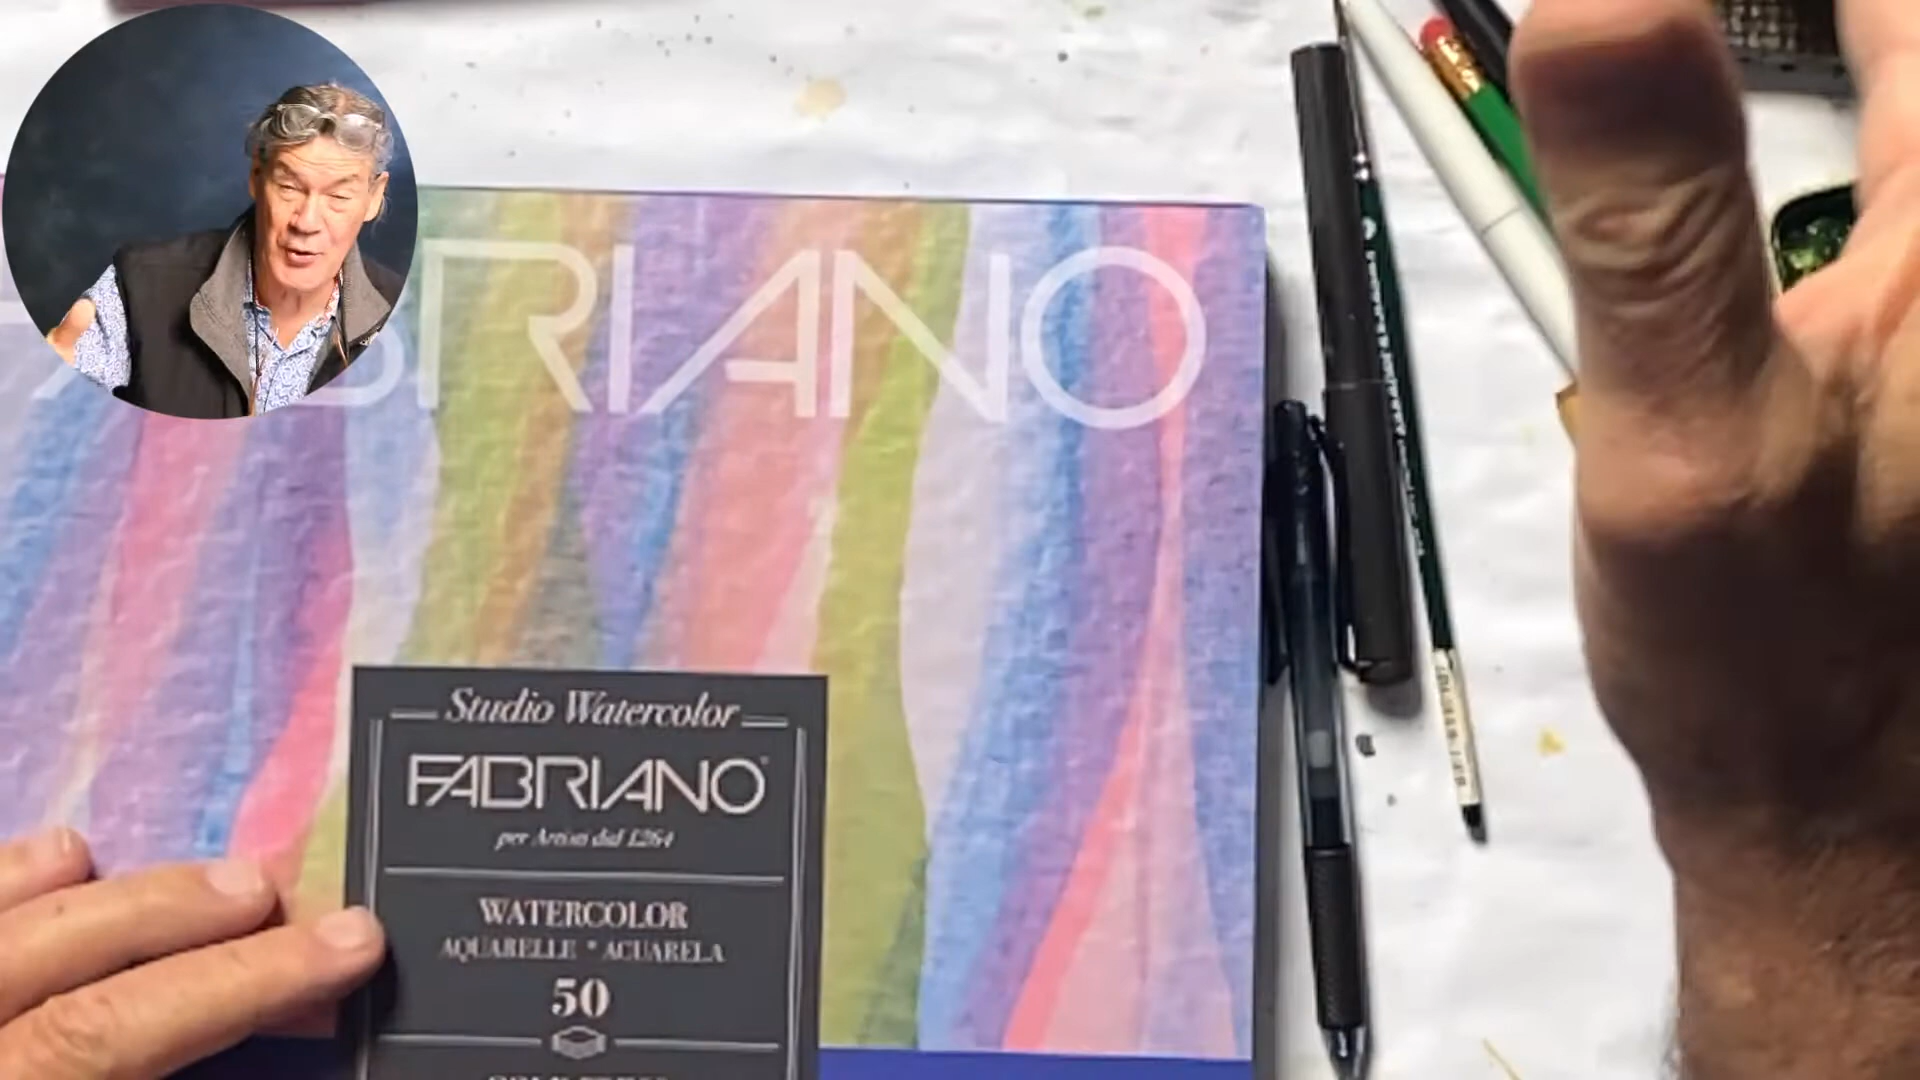 FABRIANO
Studio Watercolor
FABRIANO
per Artisti dal 1264
WATERCOLOR
AQUARELLE * ACUARELA
50